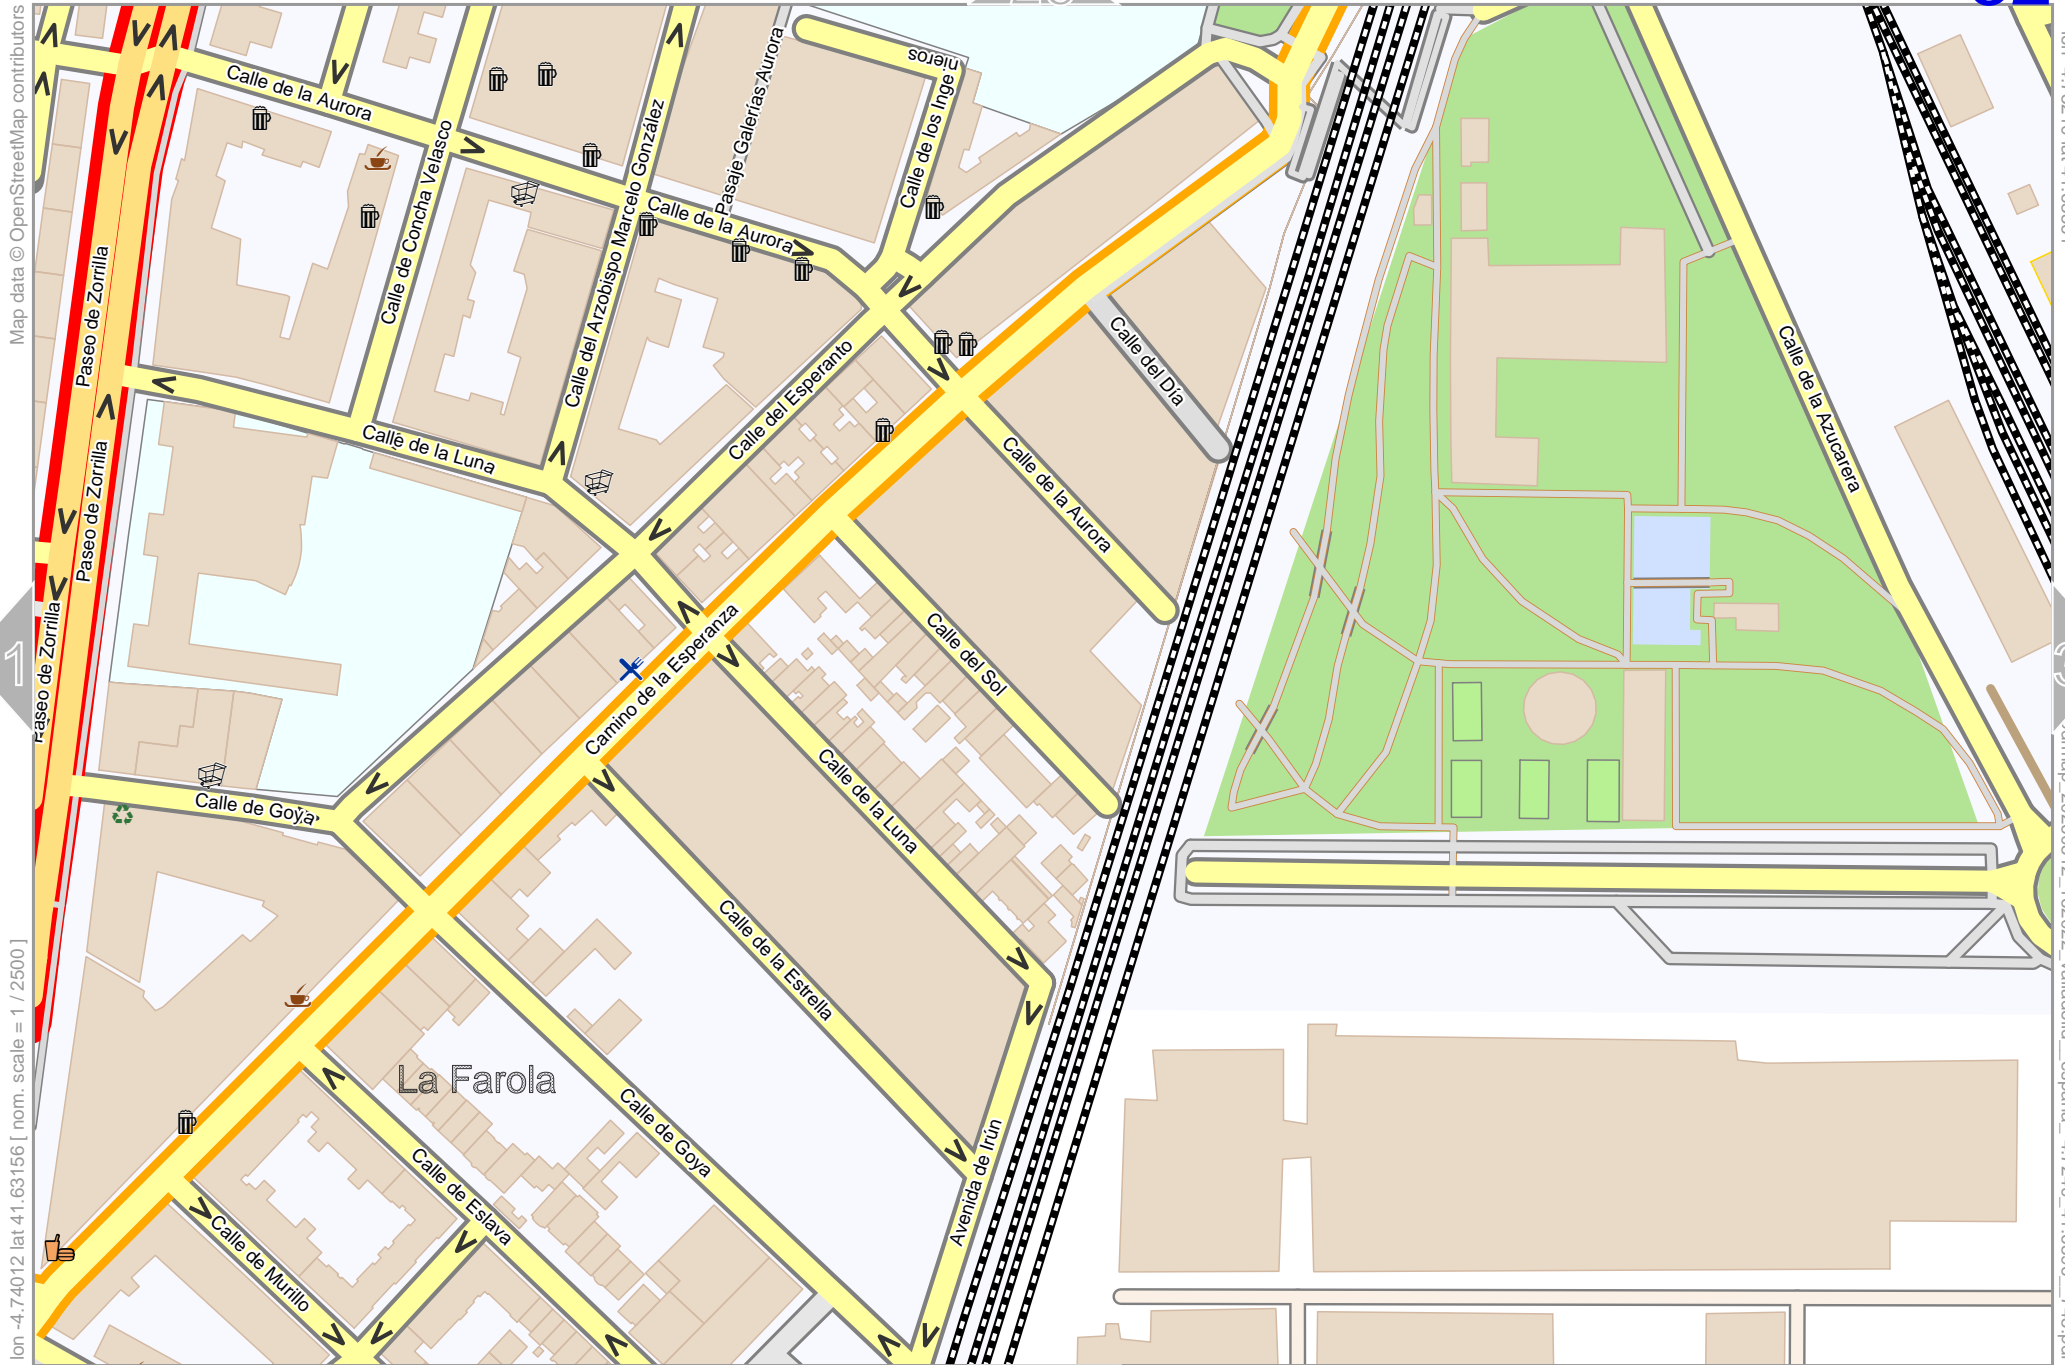 Map data © OpenStreetMap contributors
Calle de la Aurora
Calle de Concha Velasco
Calle del Arzobispo Marcelo González
Pasaje Galerías Aurora
Calle de los Inge
nieros
Calle de la Aurora
Paseo de Zorrilla
Paseo de Zorrilla
Paseo de Zorrilla
Calle de la Luna
Calle del Esperanto
Calle del Día
Calle de la Azucarera
Calle de la Aurora
Calle del Sol
Camino de la Esperanza
Calle de la Luna
1
Calle de Goya
Calle de la Estrella
La Farola
Calle de Goya
Calle de Eslava
Calle de Murillo
Avenida de Irún
lon -4.74012 lat 41.63156 [ nom. scale = 1 / 2500 ]